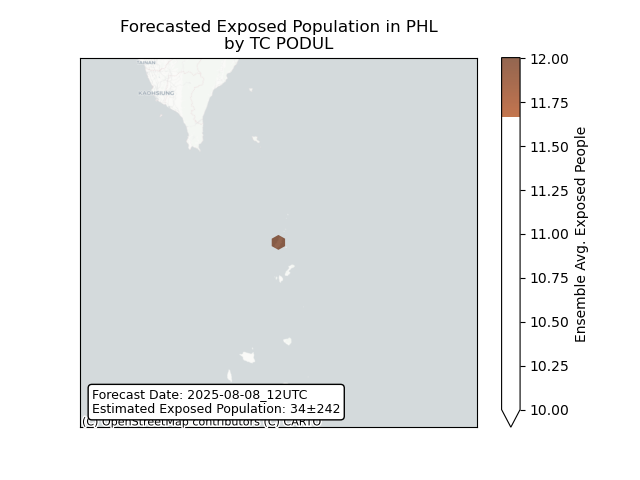 Forecasted Exposed Population in PHL
by TC PODUL
KAOHSIUNG
12.00
11.75
11.50
11.25
11.00
10.75
10.50
10.25
10.00
Ensemble Avg. Exposed People
Forecast Date: 2025-08-08_12UTC
Estimated Exposed Population: 34±242
(C) OpenStreetMap contributors (C) CARTO